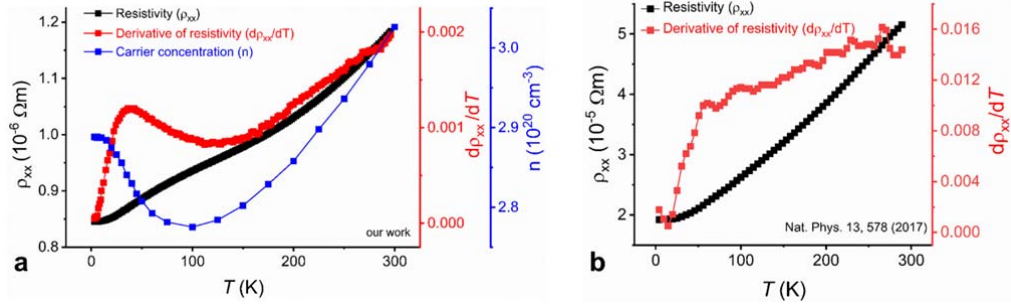 Resistivity (ρxx)
Derivative of resistivity (dρxx/dT)
Carrier concentration (n)
1.2
1.1
1.0
0.9
0.8
ρxx (10⁻⁶ Ωm)
0.002
0.001
0.000
dρxx/dT
3.0
2.9
2.8
n (10²⁰ cm⁻³)
our work
a
0
100
200
300
T (K)
Resistivity (ρxx)
Derivative of resistivity (dρxx/dT)
5
4
3
2
ρxx (10⁻⁵ Ωm)
0.016
0.012
0.008
0.004
0.000
dρxx/dT
Nat. Phys. 13, 578 (2017)
b
0
100
200
300
T (K)